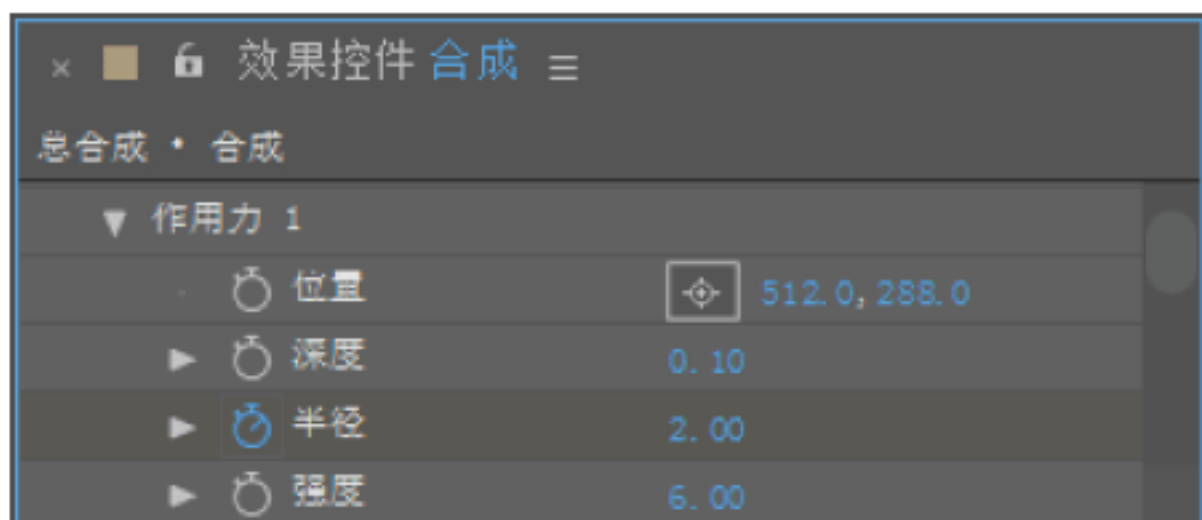 效果控件 合成
总合成 • 合成
作用力 1
位置 512.0,288.0
深度 0.10
半径 2.00
强度 6.00